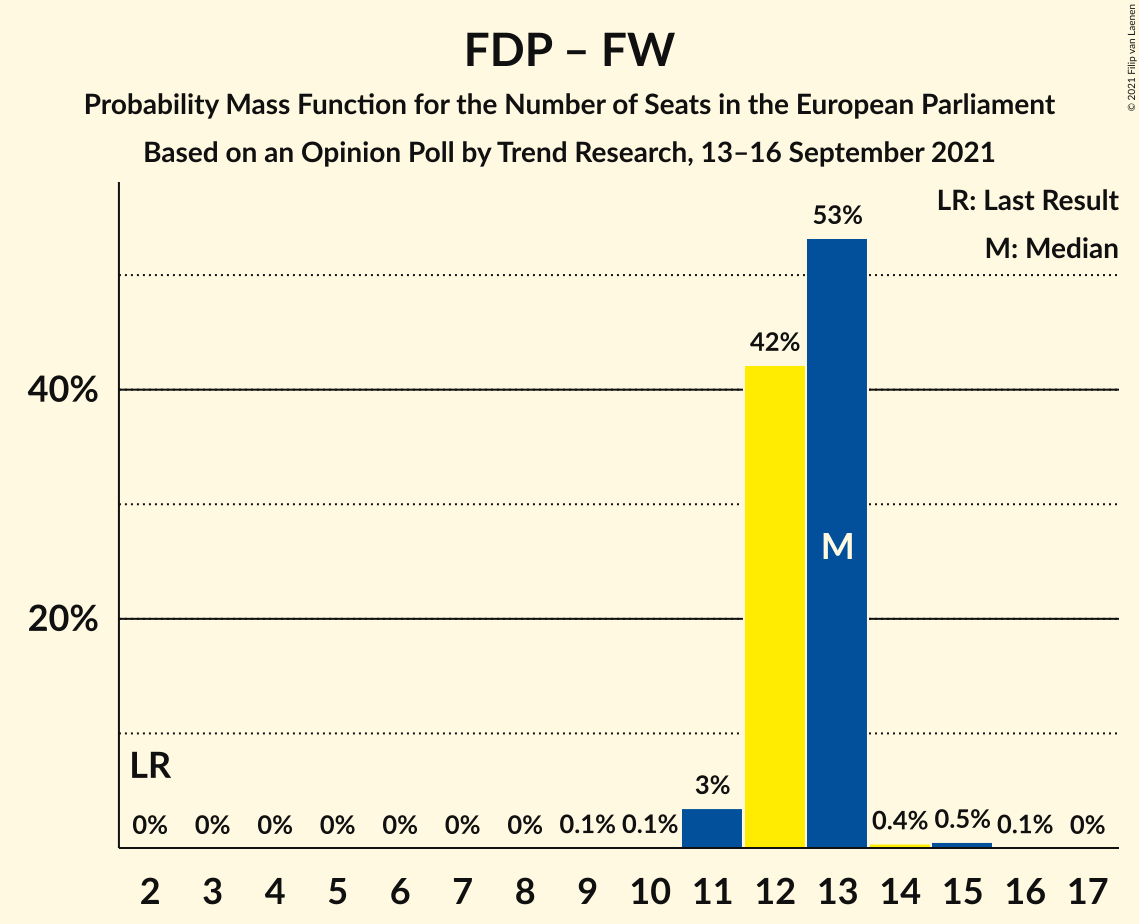 FDP – FW
Probability Mass Function for the Number of Seats in the European Parliament
Based on an Opinion Poll by Trend Research, 13–16 September 2021
© 2021 Filip van Laenen
LR: Last Result
M: Median
53%
42%
40%
M
20%
LR
3%
0% 0% 0% 0% 0% 0% 0% 0.1% 0.1% 0.4% 0.5% 0.1% 0%
2 3 4 5 6 7 8 9 10 11 12 13 14 15 16 17